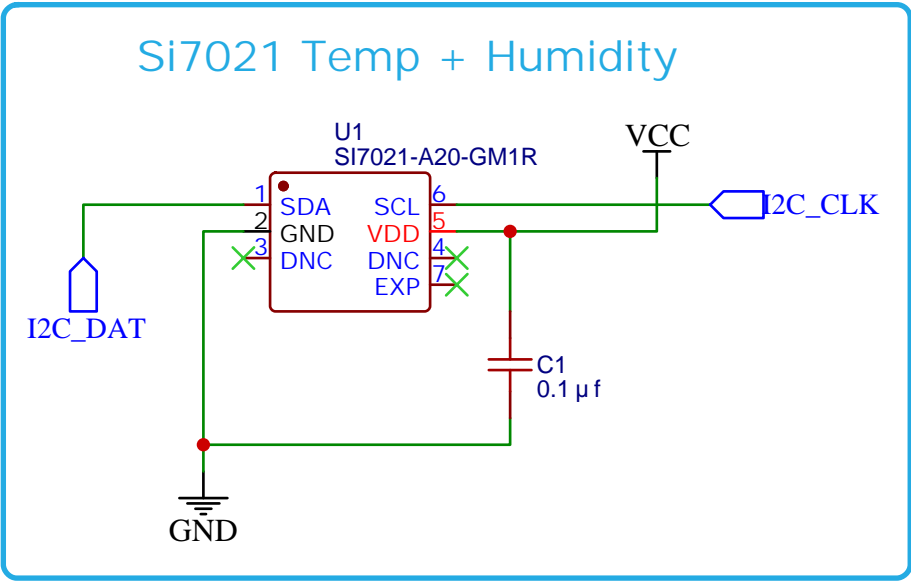 Si7021 Temp + Humidity
U1
SI7021-A20-GM1R
VCC
1
SDA
SCL
6
I2C_CLK
2
GND
VDD
5
3
DNC
DNC
4
EXP
7
I2C_DAT
C1
0.1 µf
GND